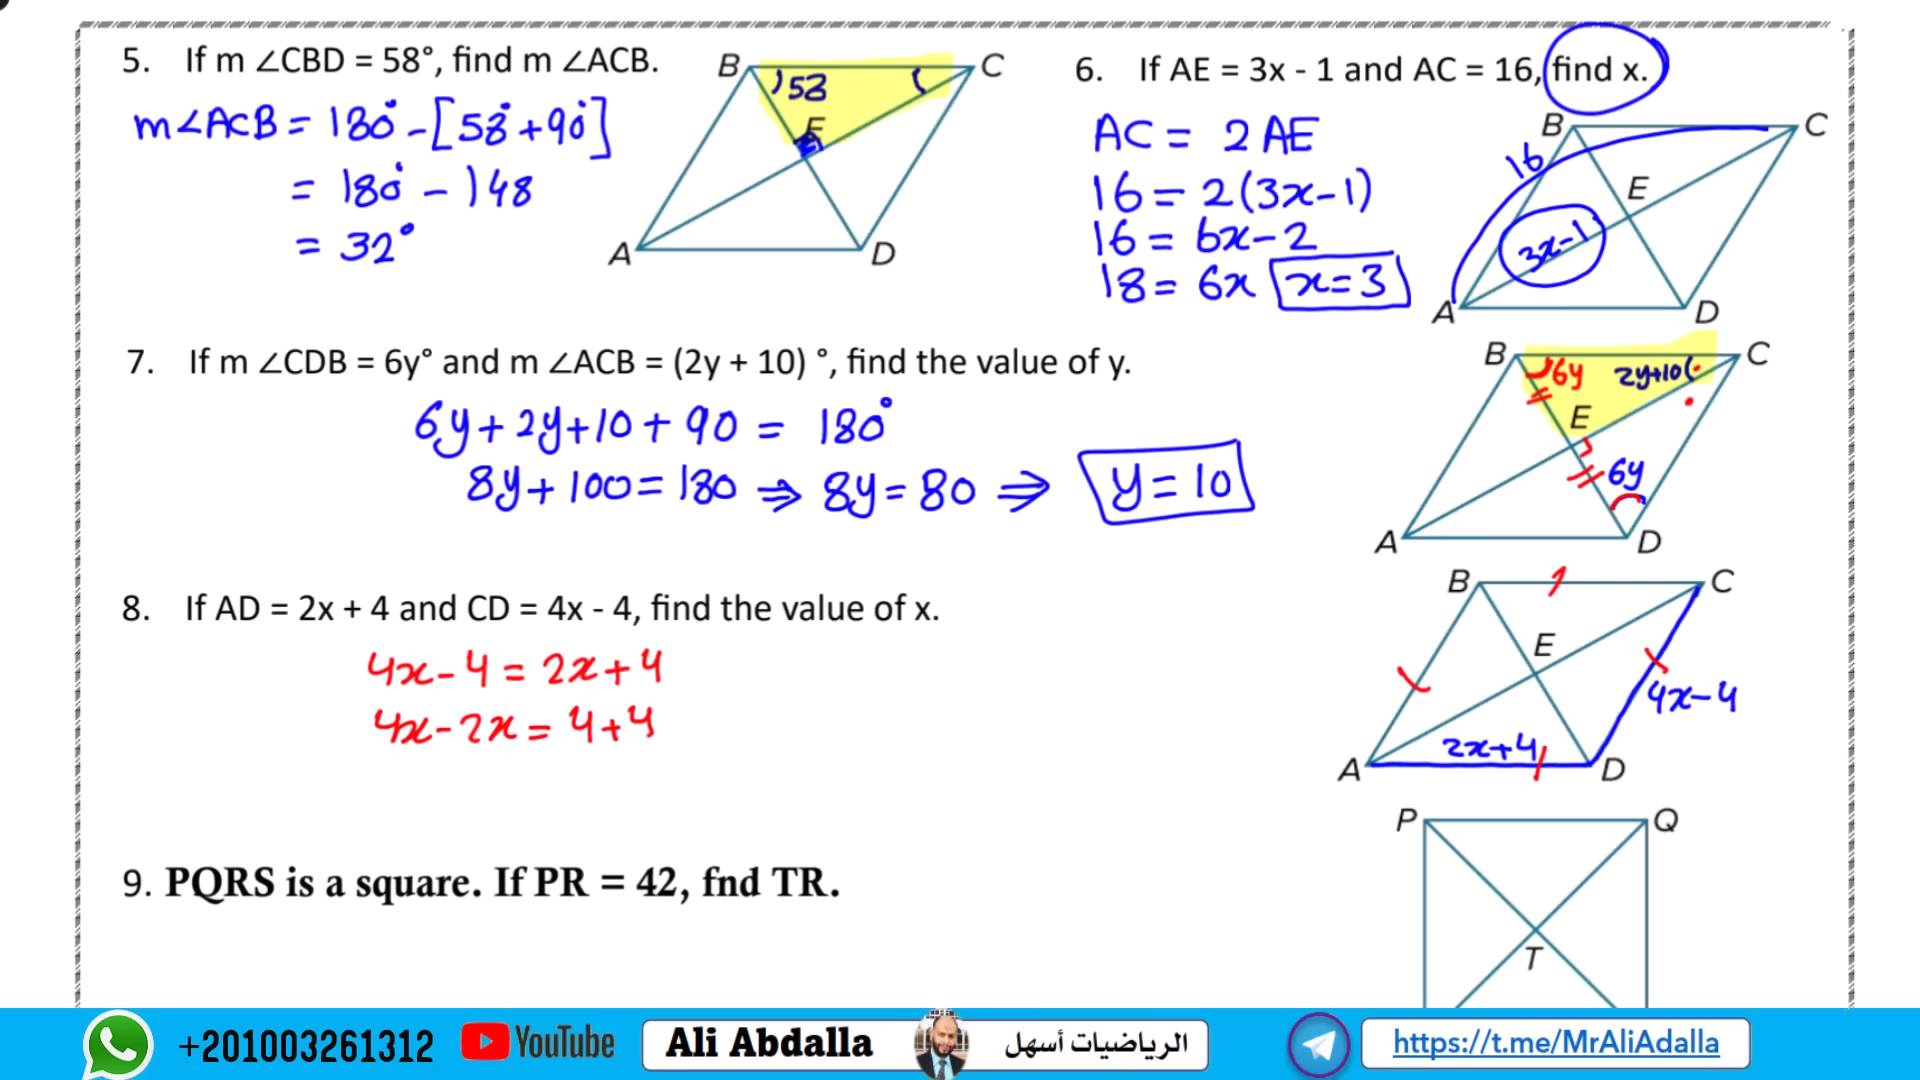 5. If m ∠CBD = 58°, find m ∠ACB.
m∠ACB = 180° - [58° + 90°]
= 180° - 148
= 32°
B
C
58
E
A
D
6. If AE = 3x - 1 and AC = 16, find x.
AC = 2 AE
16 = 2(3x-1)
16 = 6x-2
18 = 6x x=3
B
C
16
E
3x-1
A
D
7. If m ∠CDB = 6y° and m ∠ACB = (2y + 10) °, find the value of y.
6y+2y+10+90 = 180°
8y+100=180 ⇒ 8y=80 ⇒ y=10
B
C
6y 2y+10
E
6y
A
D
8. If AD = 2x + 4 and CD = 4x - 4, find the value of x.
4x-4 = 2x+4
4x-2x = 4+4
B
C
E
4x-4
2x+4
A
D
9. PQRS is a square. If PR = 42, fnd TR.
P
Q
T
+201003261312 YouTube Ali Abdalla الرياضيات أسهل https://t.me/MrAliAdalla